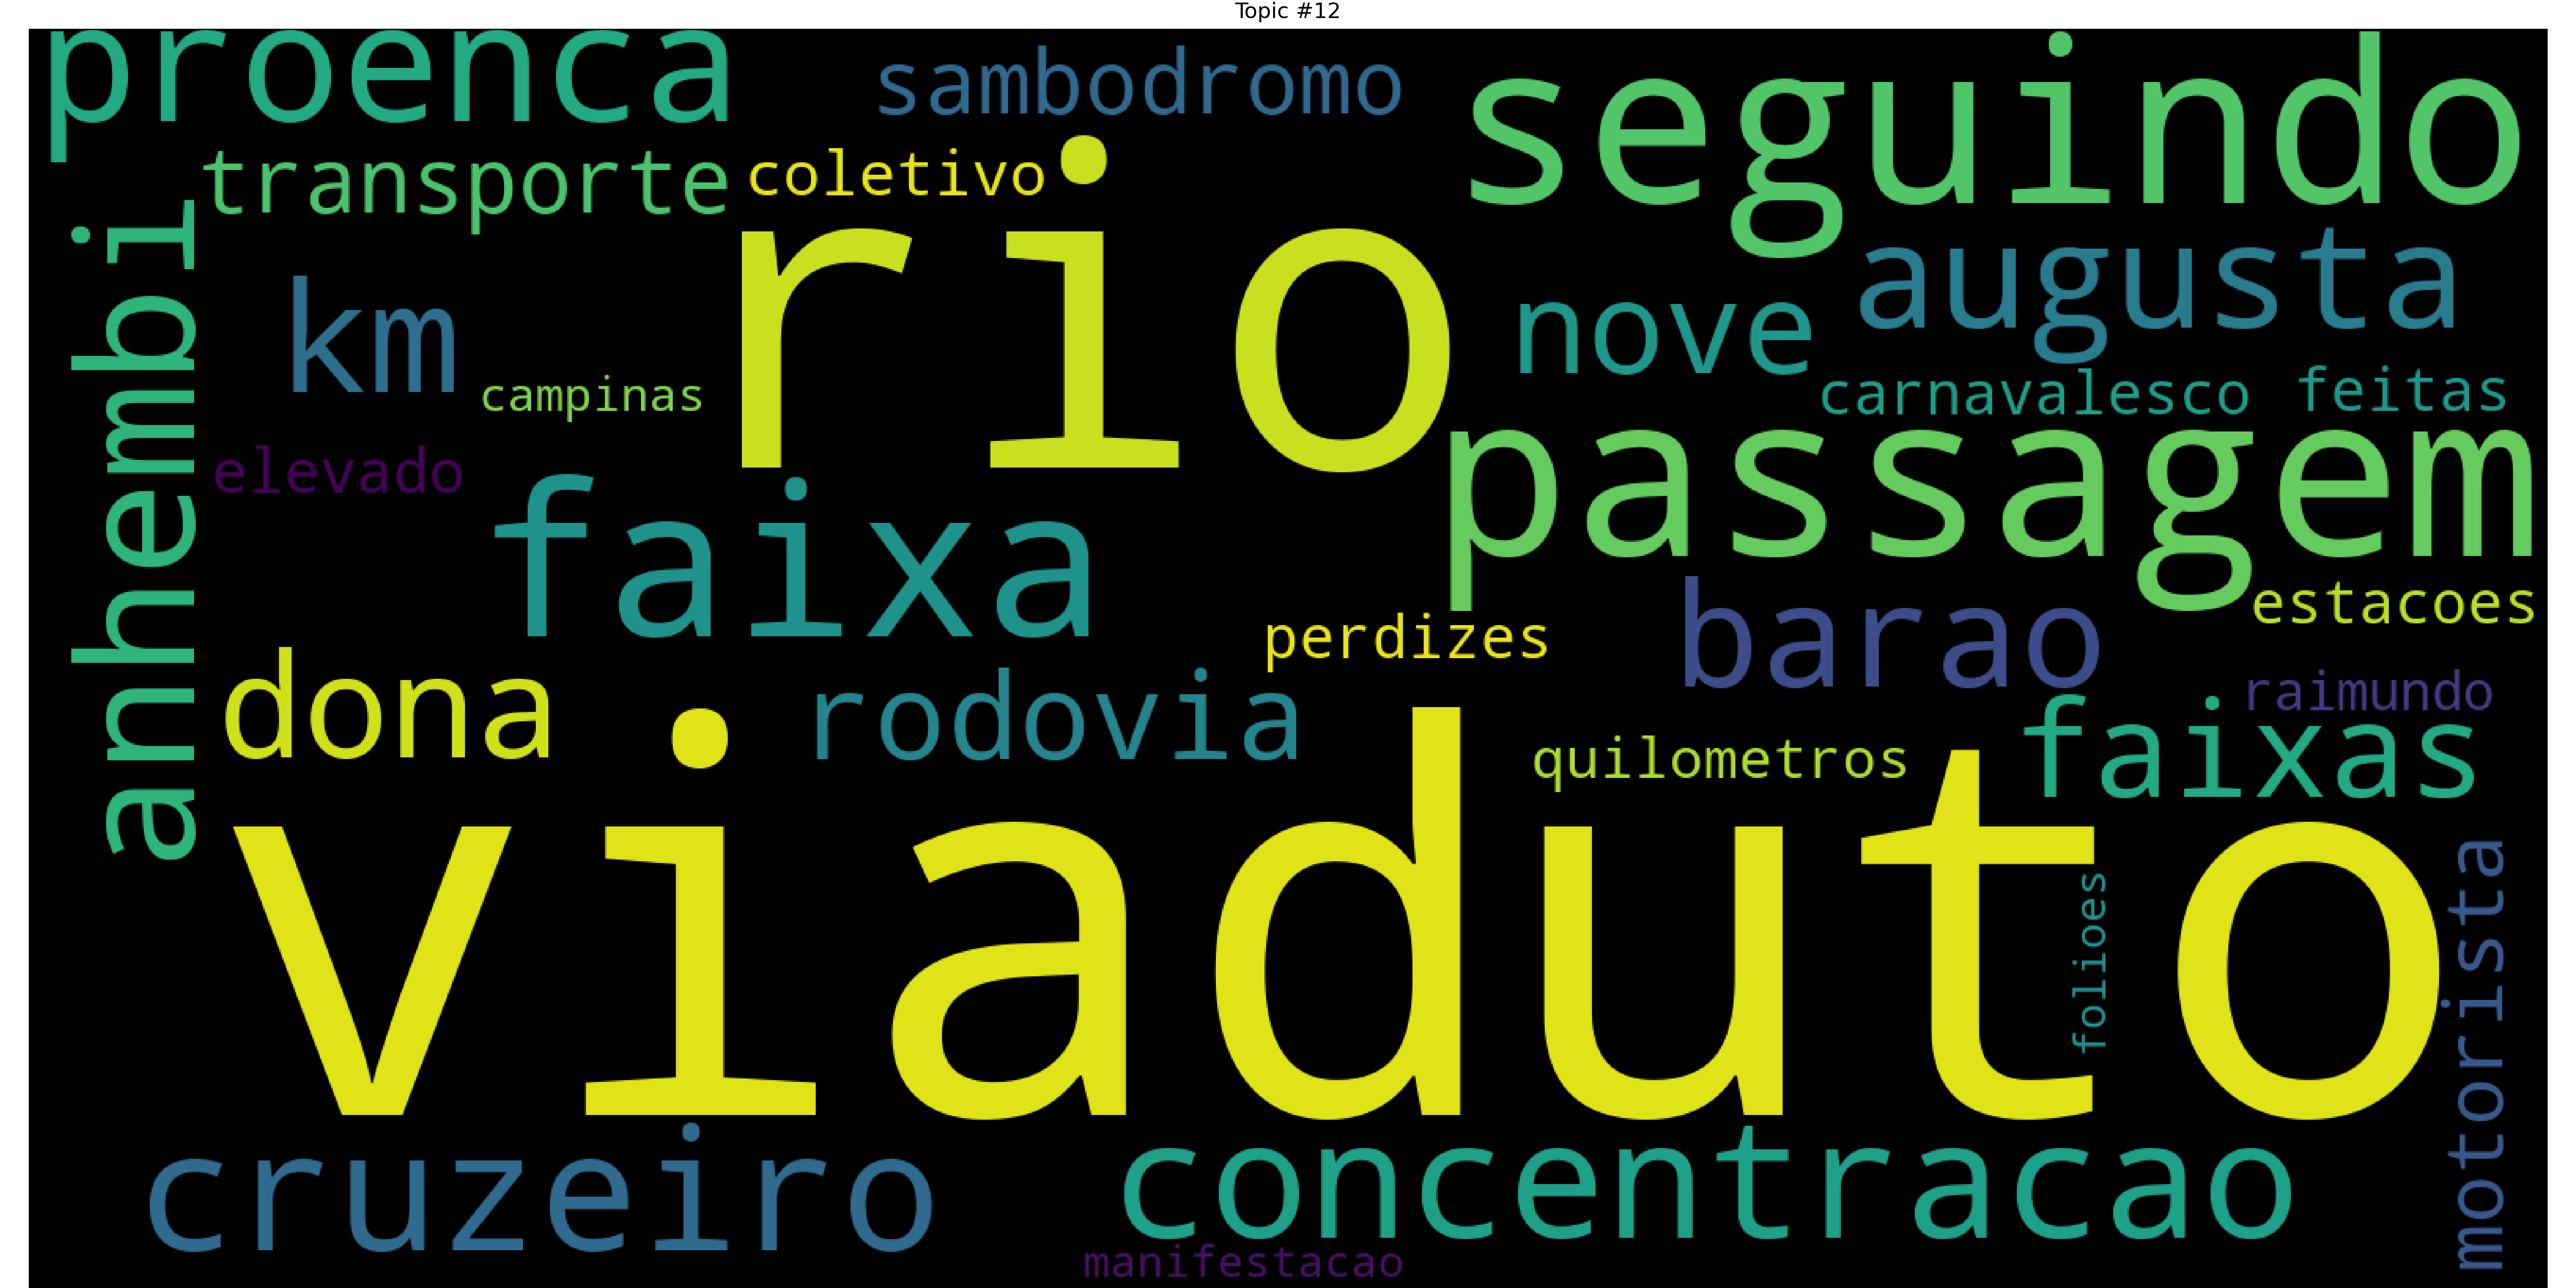 Topic #12
proenca
sambodromo
seguindo
transporte
coletivo
rio
anhembi
augusta
km
nove
campinas
carnavalesco
feitas
elevado
passagem
faixa
estacoes
perdizes
barao
dona
rodovia
raimundo
faixas
quilometros
viaduto
folioes
motorista
cruzeiro
concentracao
manifestacao